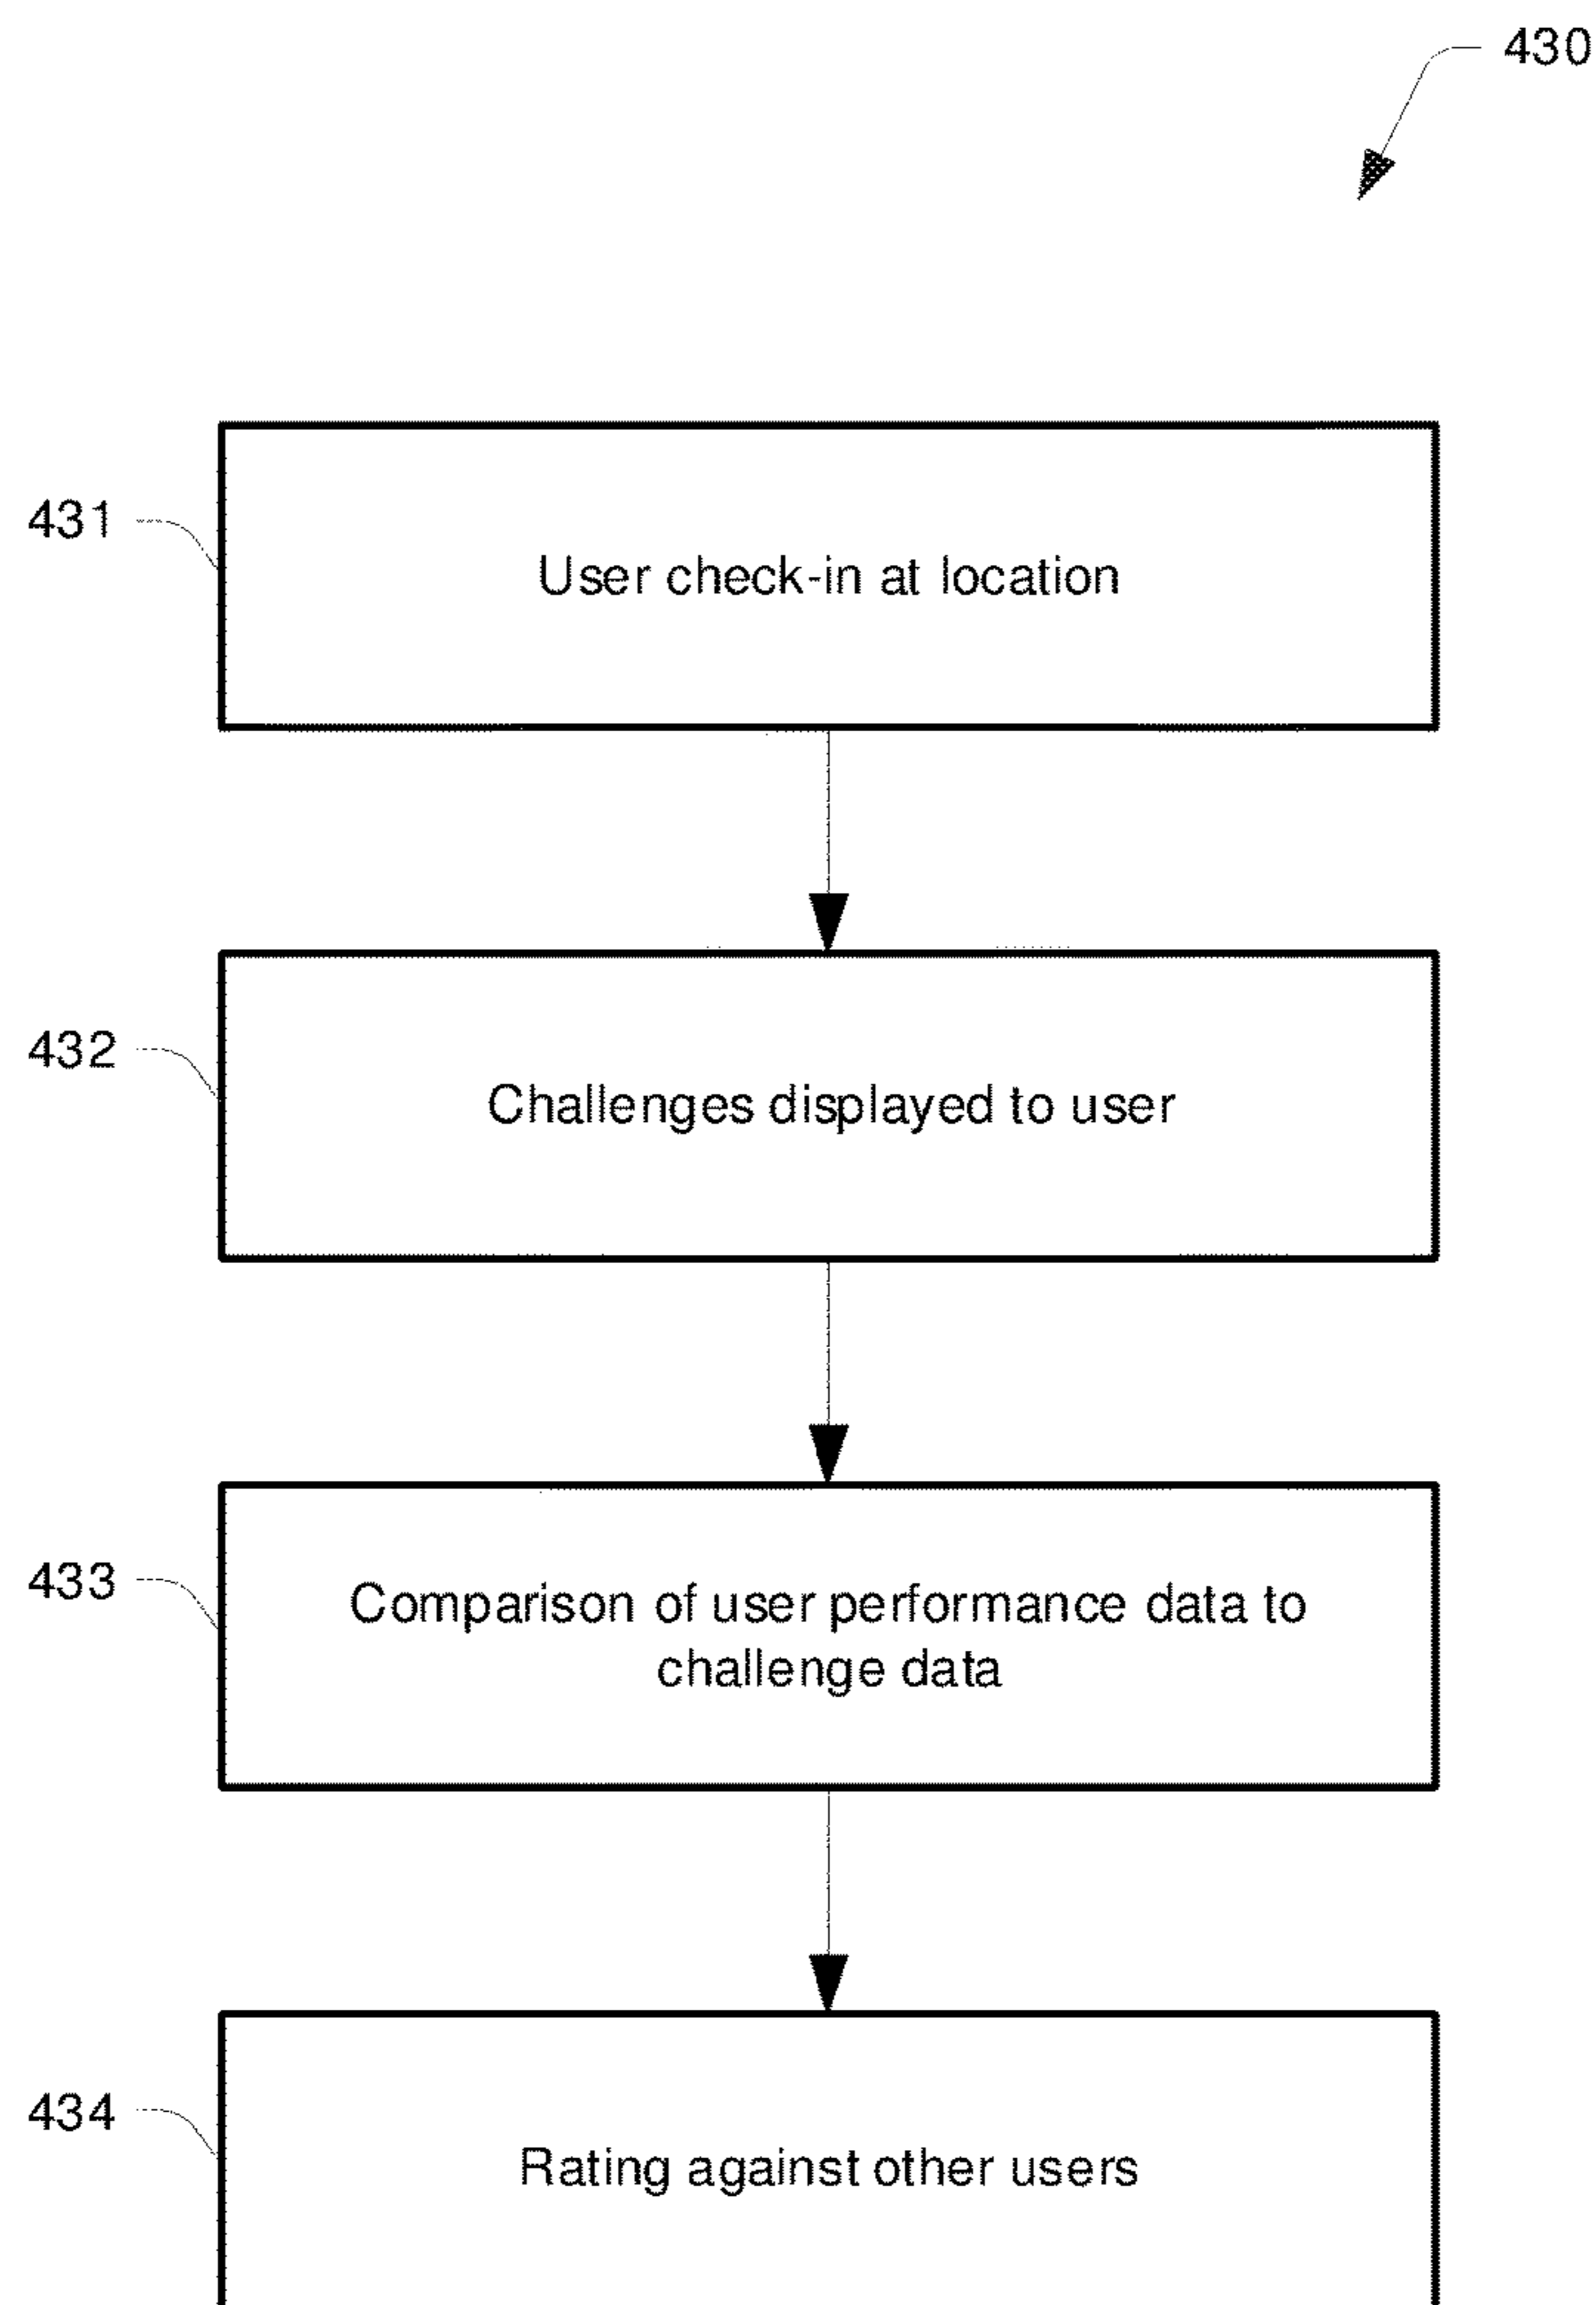 430
431
User check-in at location
432
Challenges displayed to user
433
Comparison of user performance data to
challenge data
434
Rating against other users